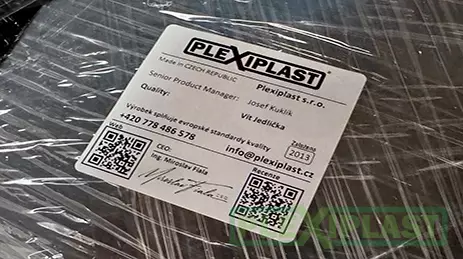 PLEXIPLAST
Made in CZECH REPUBLIC
Plexiplast s.r.o.
Senior Product Manager: Josef Kuklík
Quality: Vít Jedlička
Výrobek splňuje evropské standardy kvality
+420 778 486 578
info@plexiplast.cz
Založeno
2013
Web
CEO:
Ing. Miroslav Fiala
Recenze
PLEXIPLAST